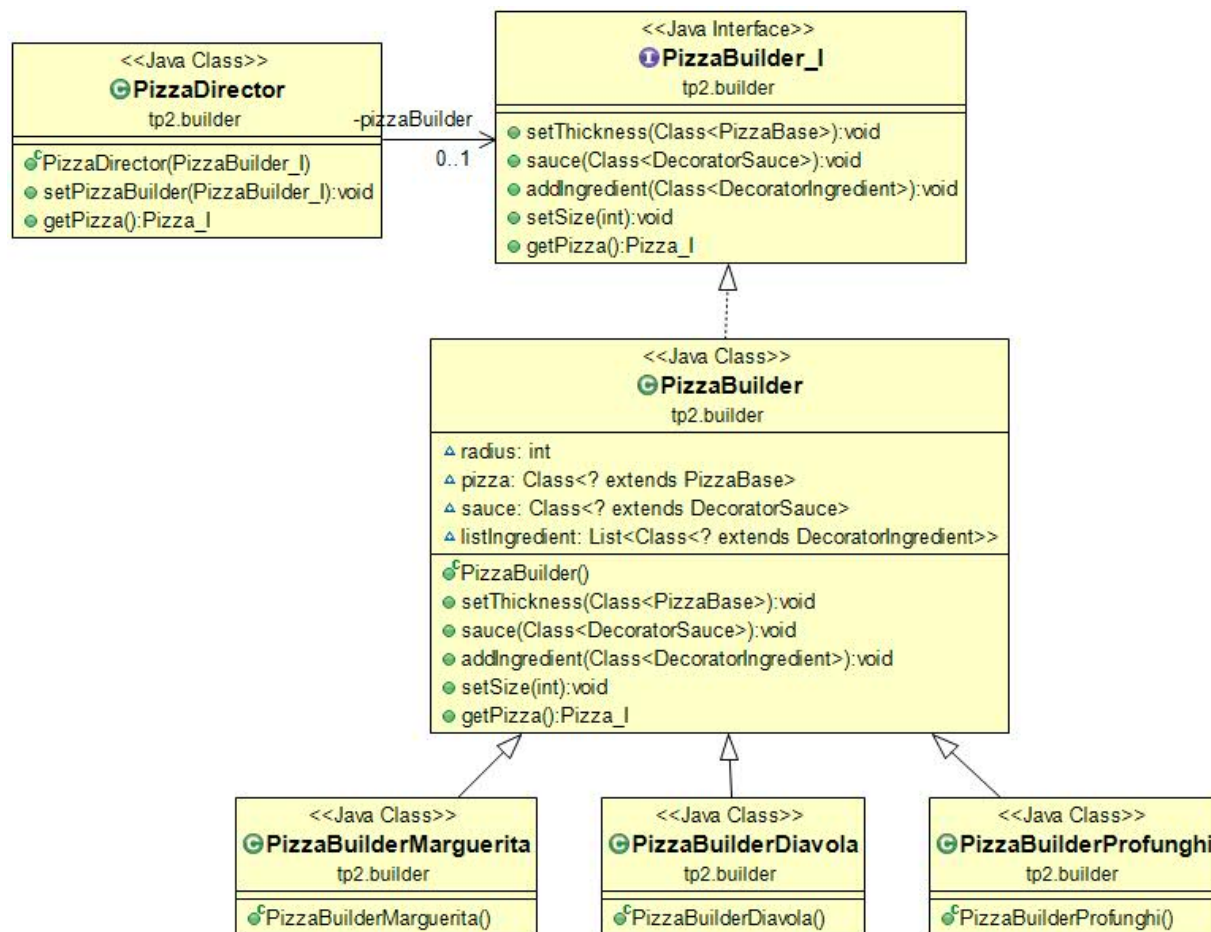 <<Java Class>>
PizzaDirector
tp2.builder
PizzaDirector(PizzaBuilder_I)
setPizzaBuilder(PizzaBuilder_I):void
getPizza():Pizza_I
-pizzaBuilder
0..1
<<Java Interface>>
PizzaBuilder_I
tp2.builder
setThickness(Class<PizzaBase>):void
sauce(Class<DecoratorSauce>):void
addIngredient(Class<DecoratorIngredient>):void
setSize(int):void
getPizza():Pizza_I
<<Java Class>>
PizzaBuilder
tp2.builder
radius: int
pizza: Class<? extends PizzaBase>
sauce: Class<? extends DecoratorSauce>
listIngredient: List<Class<? extends DecoratorIngredient>>
PizzaBuilder()
setThickness(Class<PizzaBase>):void
sauce(Class<DecoratorSauce>):void
addIngredient(Class<DecoratorIngredient>):void
setSize(int):void
getPizza():Pizza_I
<<Java Class>>
PizzaBuilderMarguerita
tp2.builder
PizzaBuilderMarguerita()
<<Java Class>>
PizzaBuilderDiavola
tp2.builder
PizzaBuilderDiavola()
<<Java Class>>
PizzaBuilderProfunghi
tp2.builder
PizzaBuilderProfunghi()